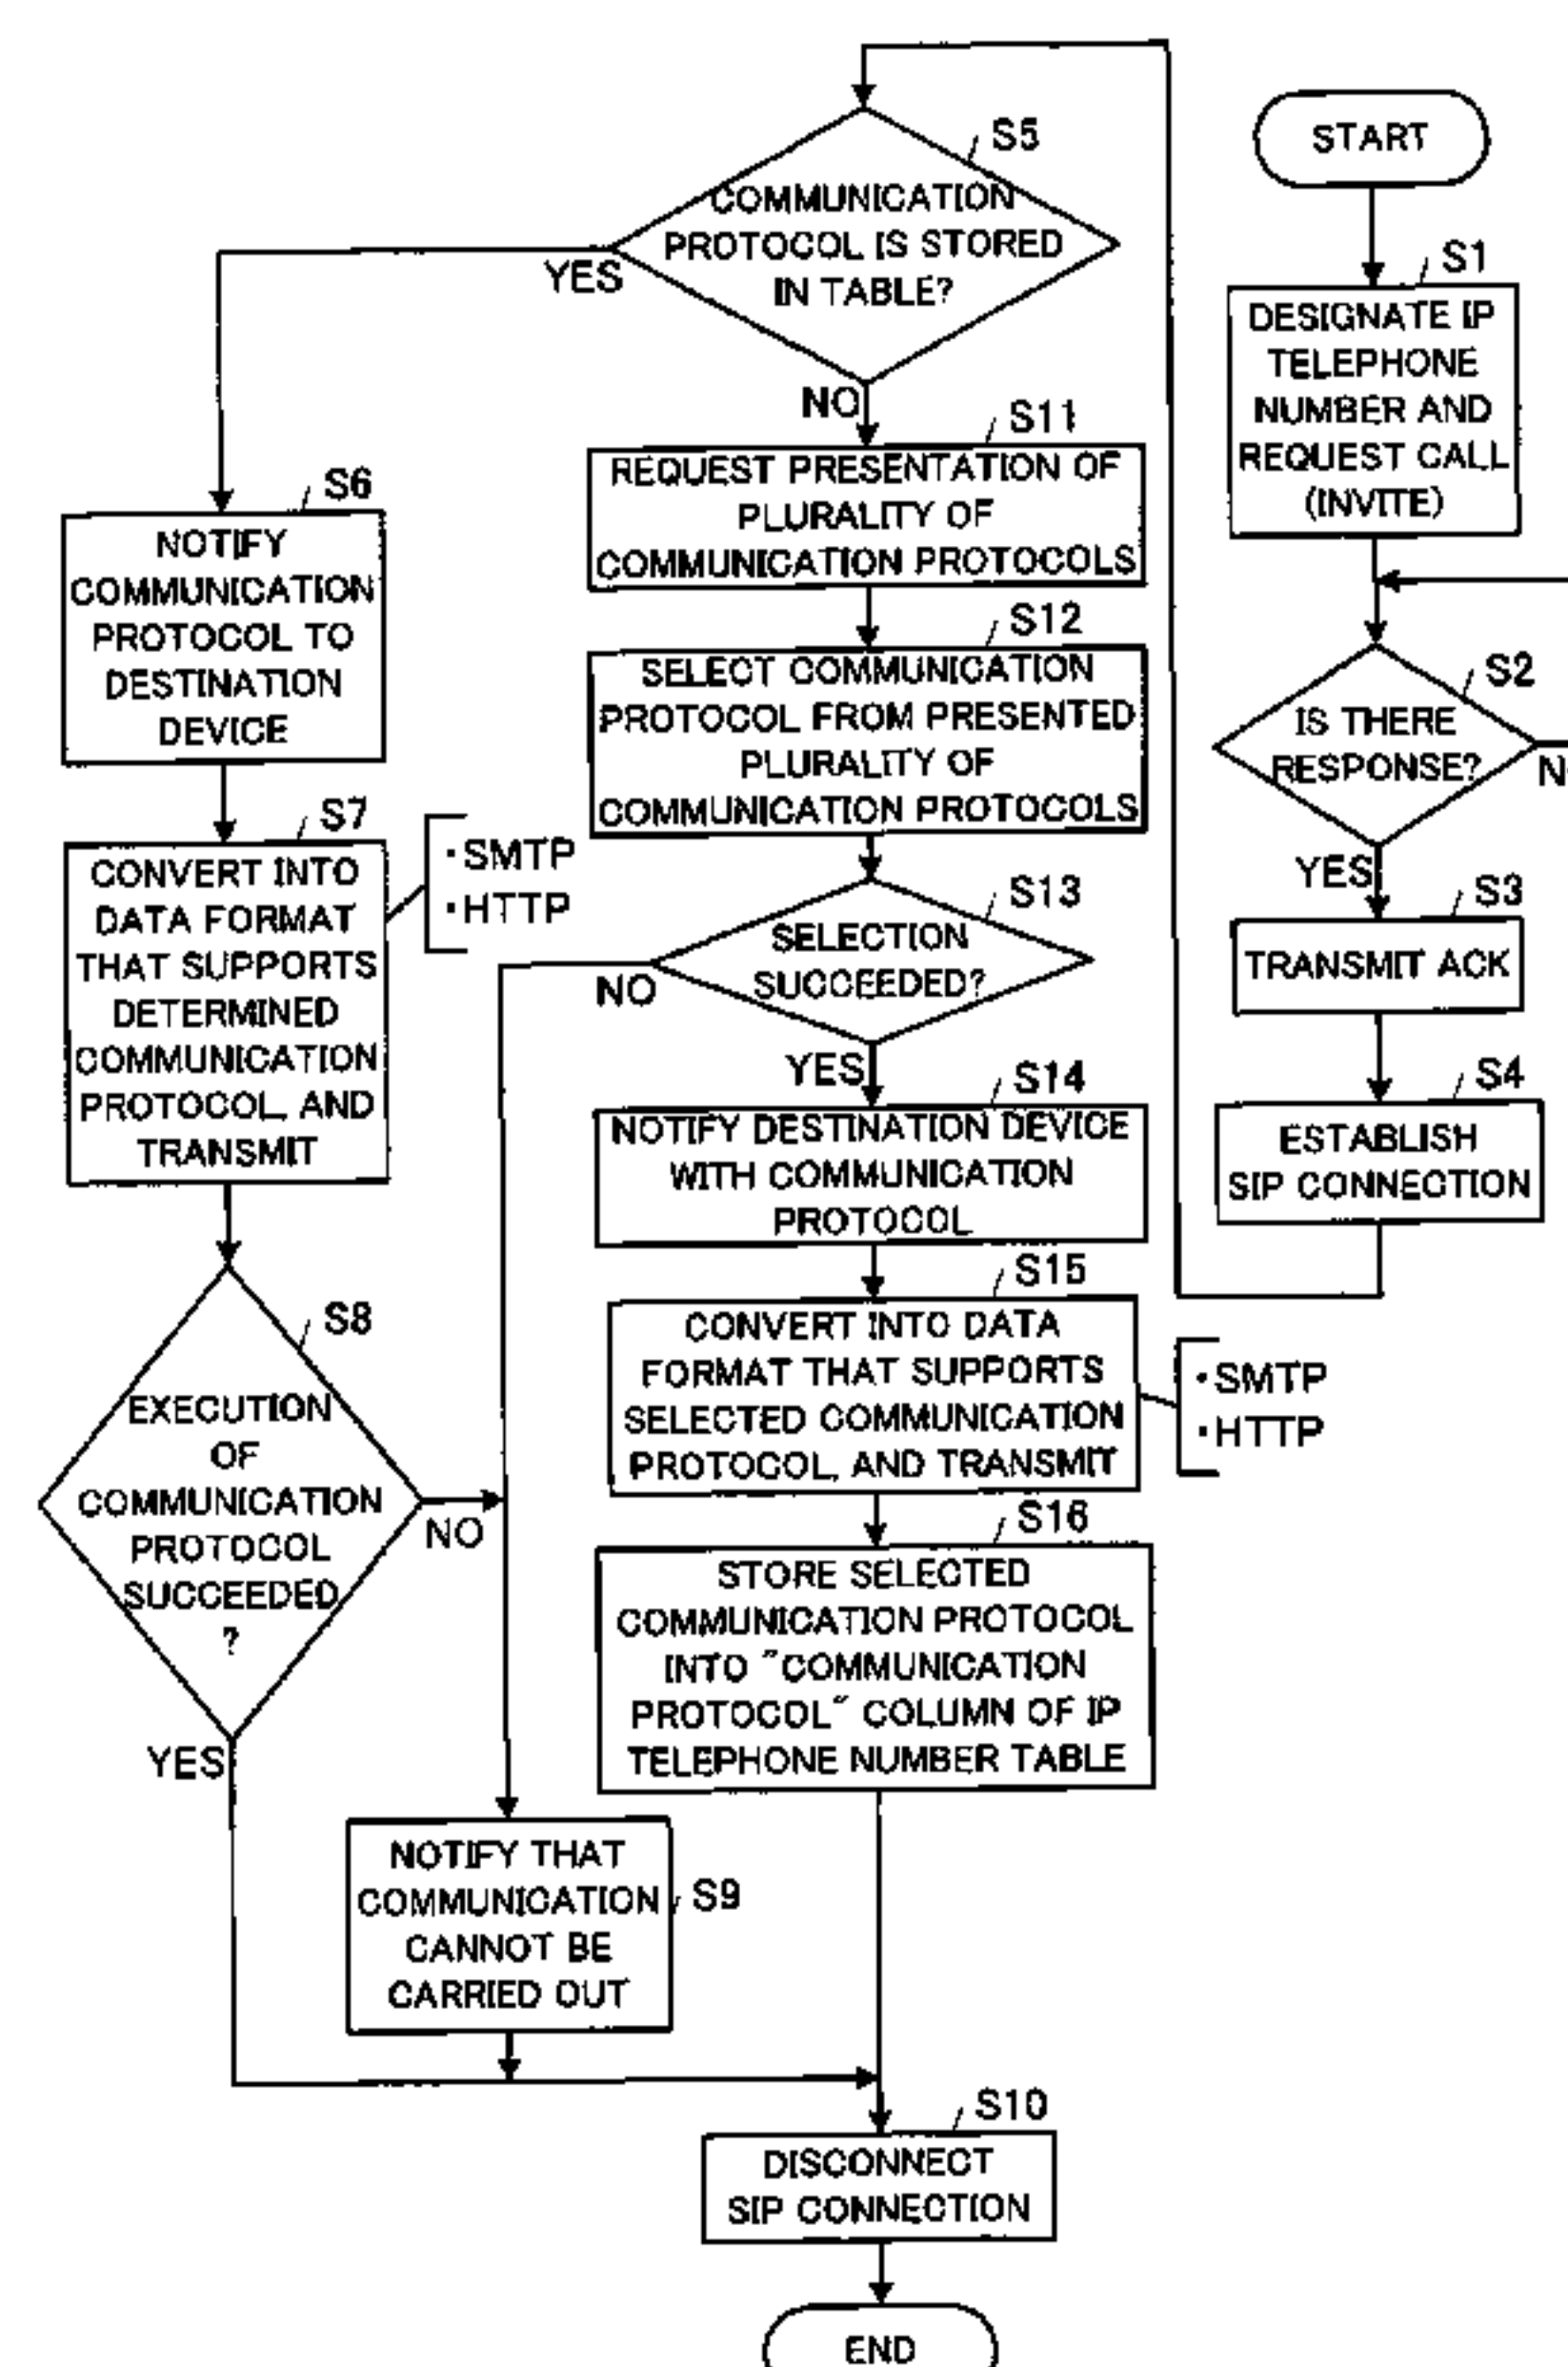 START
S1
DESIGNATE IP
TELEPHONE
NUMBER AND
REQUEST CALL
(INVITE)
S2
IS THERE
RESPONSE?
N
YES
S3
TRANSMIT ACK
S4
ESTABLISH
SIP CONNECTION
S5
COMMUNICATION
PROTOCOL IS STORED
IN TABLE?
YES
NO
S6
NOTIFY
COMMUNICATION
PROTOCOL TO
DESTINATION
DEVICE
S7
CONVERT INTO
DATA FORMAT
THAT SUPPORTS
DETERMINED
COMMUNICATION
PROTOCOL, AND
TRANSMIT
・SMTP
・HTTP
S8
EXECUTION
OF
COMMUNICATION
PROTOCOL
SUCCEEDED
?
NO
YES
S9
NOTIFY THAT
COMMUNICATION
CANNOT BE
CARRIED OUT
S11
REQUEST PRESENTATION OF
PLURALITY OF
COMMUNICATION PROTOCOLS
S12
SELECT COMMUNICATION
PROTOCOL FROM PRESENTED
PLURALITY OF
COMMUNICATION PROTOCOLS
S13
SELECTION
SUCCEEDED?
NO
YES
S14
NOTIFY DESTINATION DEVICE
WITH COMMUNICATION
PROTOCOL
S15
CONVERT INTO DATA
FORMAT THAT SUPPORTS
SELECTED COMMUNICATION
PROTOCOL, AND TRANSMIT
・SMTP
・HTTP
S16
STORE SELECTED
COMMUNICATION PROTOCOL
INTO "COMMUNICATION
PROTOCOL" COLUMN OF IP
TELEPHONE NUMBER TABLE
S10
DISCONNECT
SIP CONNECTION
END